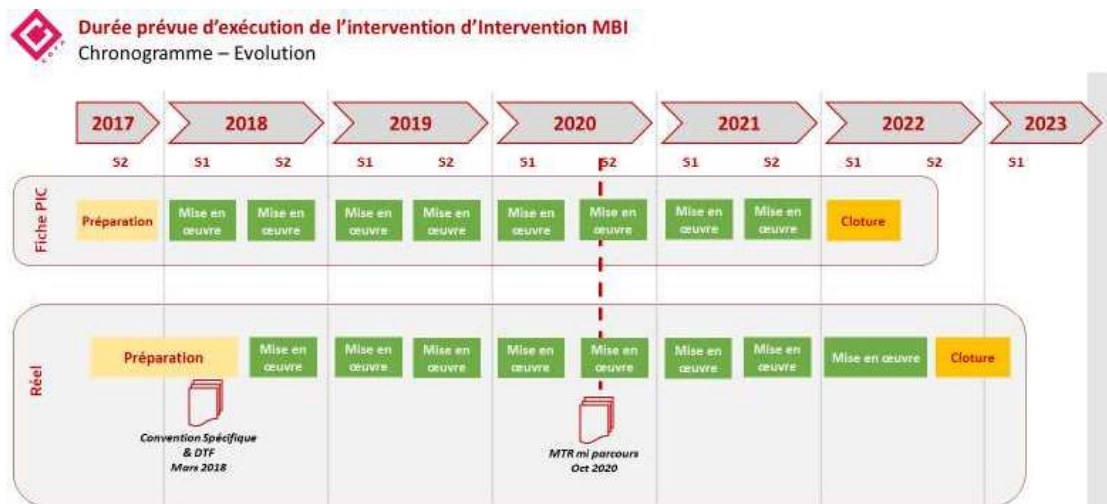 Durée prévue d'exécution de l'intervention d'Intervention MBI
Chronogramme – Evolution
2017 2018 2019 2020 2021 2022 2023
S2 S1 S2 S1 S2 S1 S2 S1 S2 S1 S2 S1
Fiche PIC
Préparation
Mise en œuvre
Mise en œuvre
Mise en œuvre
Mise en œuvre
Mise en œuvre
Mise en œuvre
Mise en œuvre
Mise en œuvre
Cloture
Réel
Préparation
Mise en œuvre
Mise en œuvre
Mise en œuvre
Mise en œuvre
Mise en œuvre
Mise en œuvre
Mise en œuvre
Mise en œuvre
Cloture
Convention Spécifique
& DTF
Mars 2018
MTR mi parcours
Oct 2020